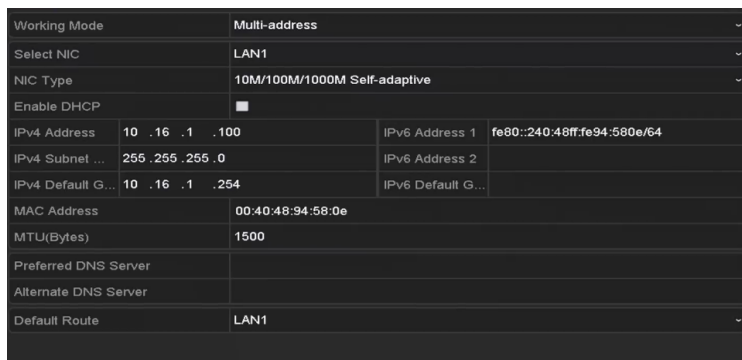 Working Mode Multi-address
Select NIC LAN1
NIC Type 10M/100M/1000M Self-adaptive
Enable DHCP
IPv4 Address 10 .16 .1 .100 IPv6 Address 1 fe80::240:48ff:fe94:580e/64
IPv4 Subnet ... 255.255.255.0 IPv6 Address 2
IPv4 Default G... 10 .16 .1 .254 IPv6 Default G...
MAC Address 00:40:48:94:58:0e
MTU(Bytes) 1500
Preferred DNS Server
Alternate DNS Server
Default Route LAN1